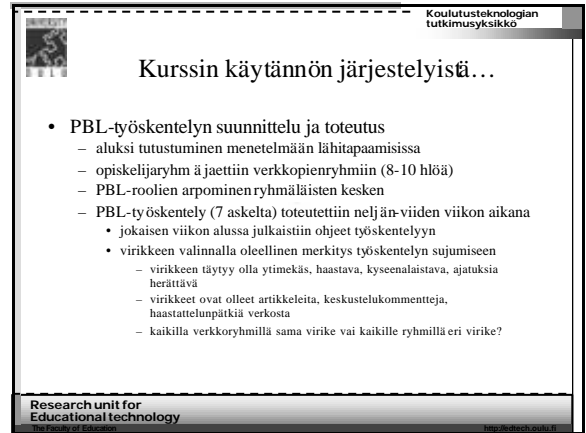 Koulutusteknologian
tutkimusyksikkö
Kurssin käytännön järjestelyistä…
• PBL-työskentelyn suunnittelu ja toteutus
– aluksi tutustuminen menetelmään lähitapaamisissa
– opiskelijaryhm ä jaettiin verkkopienryhmiin (8-10 hlöä)
– PBL-roolien arpominen ryhmäläisten kesken
– PBL-ty öskentely (7 askelta) toteutettiin neljän-viiden viikon aikana
• jokaisen viikon alussa julkaistiin ohjeet työskentelyyn
• virikkeen valinnalla oleellinen merkitys työskentelyn sujumiseen
– virikkeen täytyy olla ytimekäs, haastava, kyseenalaistava, ajatuksia
herättävä
– virikkeet ovat olleet artikkeleita, keskustelukommentteja,
haastattelunpätkiä verkosta
– kaikilla verkkoryhmillä sama virike vai kaikille ryhmillä eri virike?
Research unit for
Educational technology
The Faculty of Education
http://edtech.oulu.fi